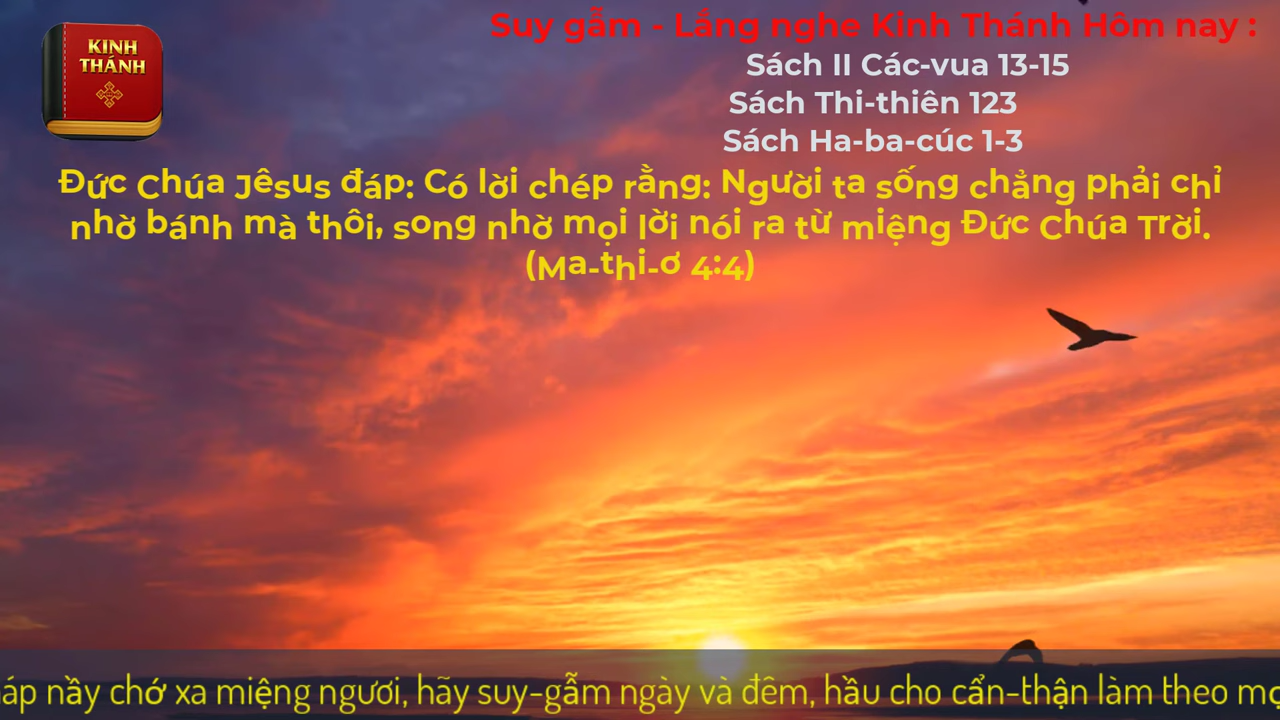 KINH
THÁNH
Suy gẫm - Lắng nghe Kinh Thánh Hôm nay :
Sách II Các-vua 13-15
Sách Thi-thiên 123
Sách Ha-ba-cúc 1-3
Đức Chúa Jêsus đáp: Có lời chép rằng: Người ta sống chẳng phải chỉ
nhờ bánh mà thôi, song nhờ mọi lời nói ra từ miệng Đức Chúa Trời.
(Ma-thi-ơ 4:4)
nầy chớ xa miệng ngươi, hãy suy-gẫm ngày và đêm, hầu cho cẩn-thận làm theo